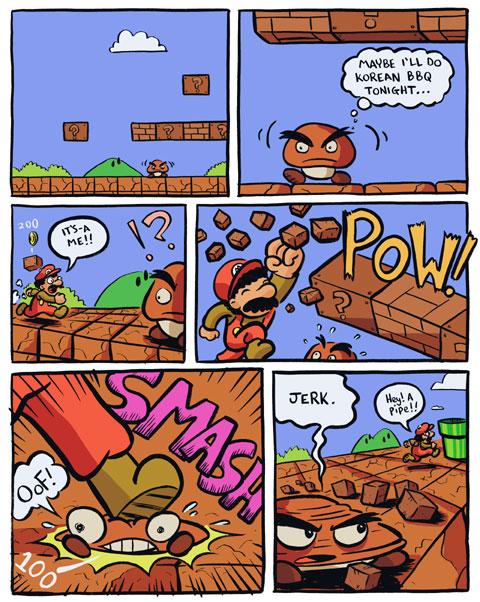 ?
? ?
MAYBE I'LL DO
KOREAN BBQ
TONIGHT...
200
IT'S-A
ME!!
!?
POW!
?
M
SMASH
OOF!
100
JERK.
Hey! A
Pipe!!